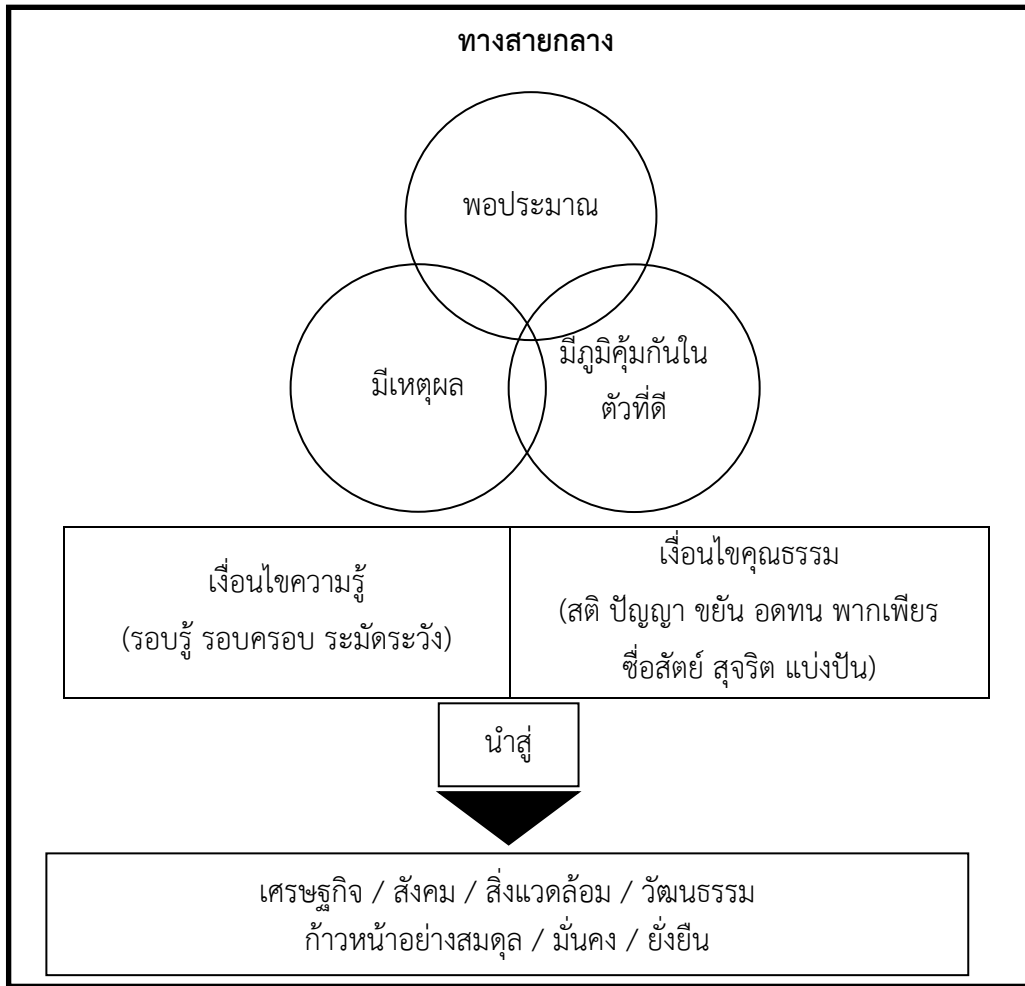 ทางสายกลาง
พอประมาณ
มีเหตุผล
มีภูมิคุ้มกันใน
ตัวที่ดี
เงื่อนไขความรู้
(รอบรู้ รอบครอบ ระมัดระวัง)
เงื่อนไขคุณธรรม
(สติ ปัญญา ขยัน อดทน พากเพียร
ซื่อสัตย์ สุจริต แบ่งปัน)
นำสู่
เศรษฐกิจ / สังคม / สิ่งแวดล้อม / วัฒนธรรม
ก้าวหน้าอย่างสมดุล / มั่นคง / ยั่งยืน